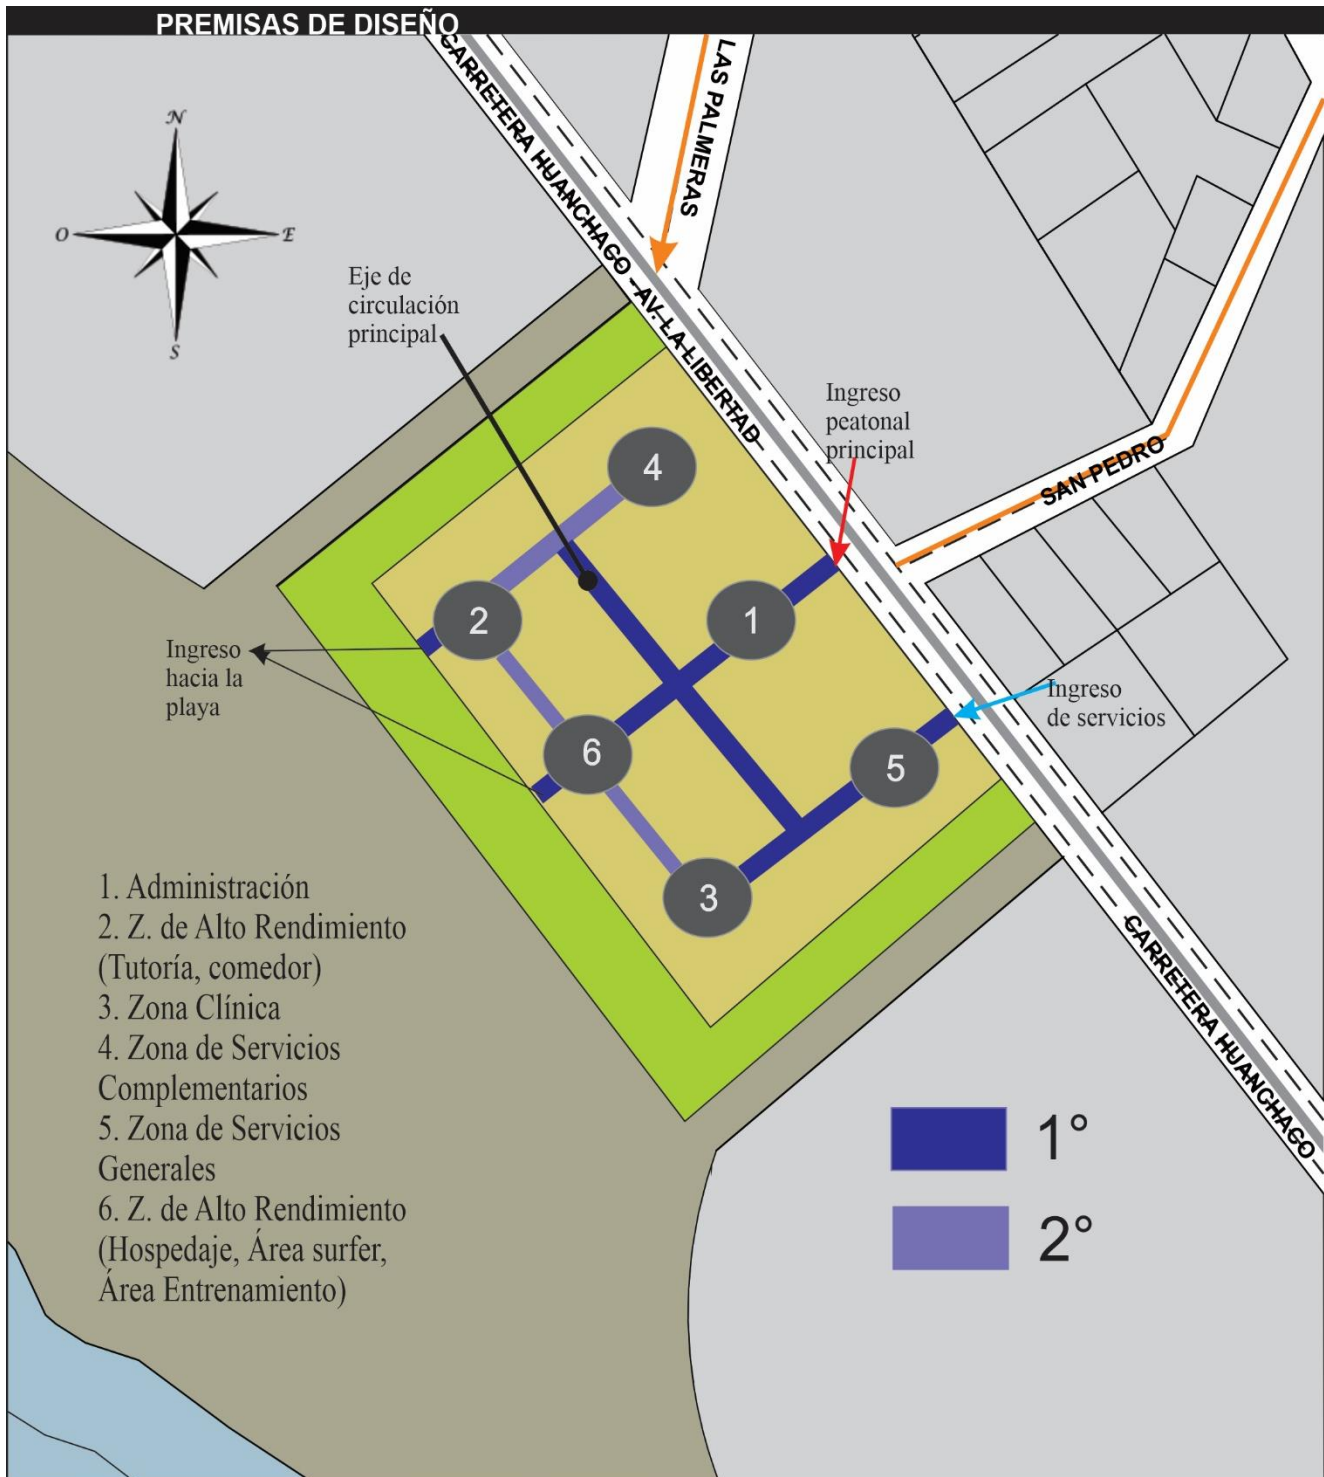 PREMISAS DE DISEÑO
CARRETERA HUANCHACO - AV. LA LIBERTAD
LAS PALMERAS
N
O
E
S
Eje de
circulación
principal
Ingreso
peatonal
principal
SAN PEDRO
4
2
1
6
5
3
Ingreso
hacia la
playa
Ingreso
de servicios
CARRETERA HUANCHACO
1. Administración
2. Z. de Alto Rendimiento
(Tutoría, comedor)
3. Zona Clínica
4. Zona de Servicios
Complementarios
5. Zona de Servicios
Generales
6. Z. de Alto Rendimiento
(Hospedaje, Área surfer,
Área Entrenamiento)
1°
2°